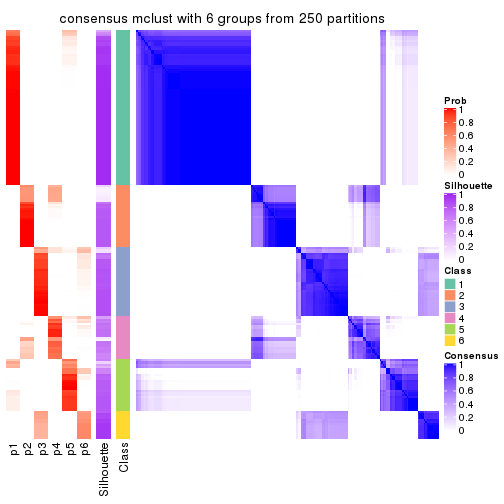 consensus mclust with 6 groups from 250 partitions
Prob
1
0.8
0.6
0.4
0.2
0
Silhouette
1
0.8
0.6
0.4
0.2
0
Class
1
2
3
4
5
6
Consensus
1
0.8
0.6
0.4
0.2
0
p1
p2
p3
p4
p5
p6
Silhouette
Class